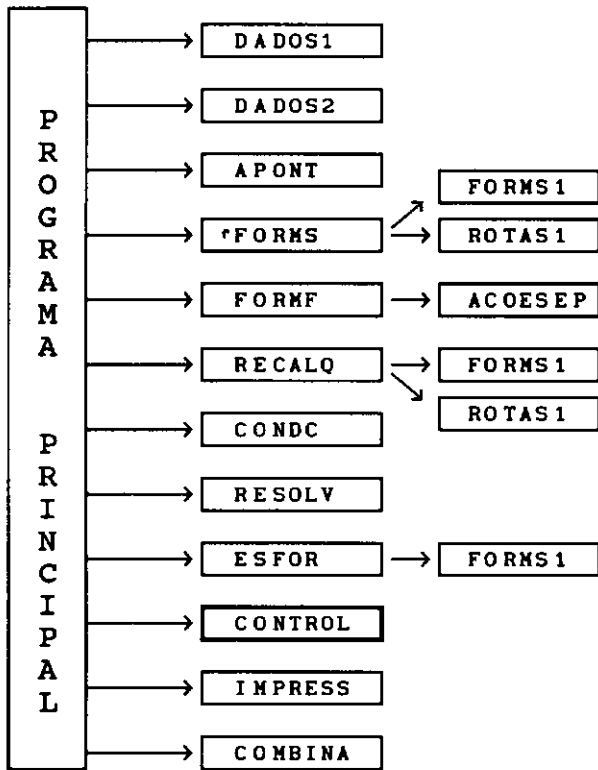 PROGRAMA PRINCIPAL
DADOS1
DADOS2
APONT
FORMS
FORMS1
ROTAS1
FORMF
ACOESEP
RECALQ
FORMS1
ROTAS1
CONDC
RESOLV
ESFOR
FORMS1
CONTROL
IMPRESS
COMBINA